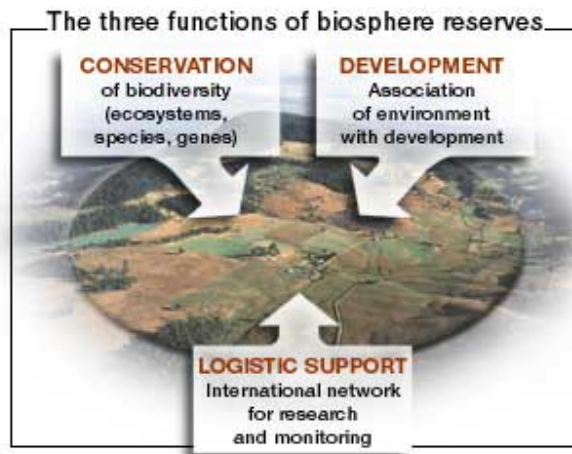 The three functions of biosphere reserves
CONSERVATION
of biodiversity
(ecosystems,
species, genes)
DEVELOPMENT
Association
of environment
with development
LOGISTIC SUPPORT
International network
for research
and monitoring